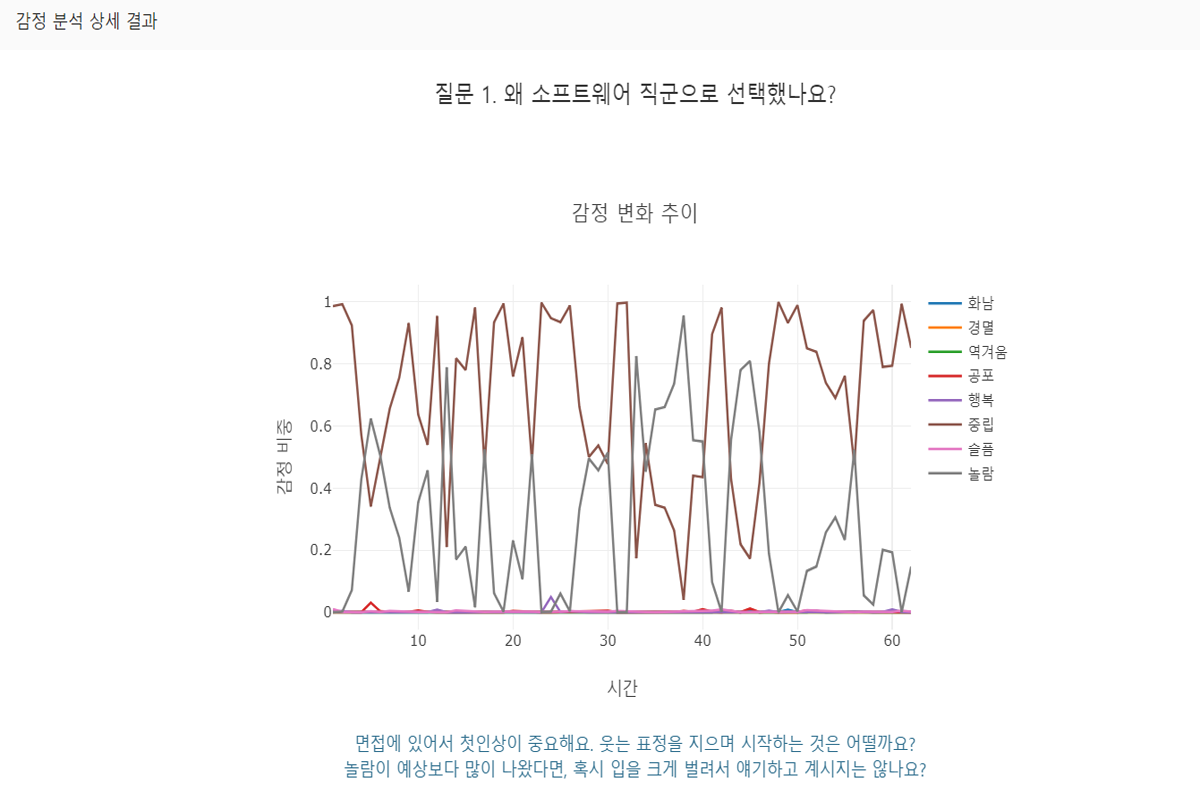 감정 분석 상세 결과
질문 1. 왜 소프트웨어 직군으로 선택했나요?
감정 변화 추이
1
0.8
0.6
0.4
0.2
0
감정 비중
10 20 30 40 50 60
시간
화남
경멸
역겨움
공포
행복
중립
슬픔
놀람
면접에 있어서 첫인상이 중요해요. 웃는 표정을 지으며 시작하는 것은 어떨까요?
놀람이 예상보다 많이 나왔다면, 혹시 입을 크게 벌려서 얘기하고 계시지는 않나요?